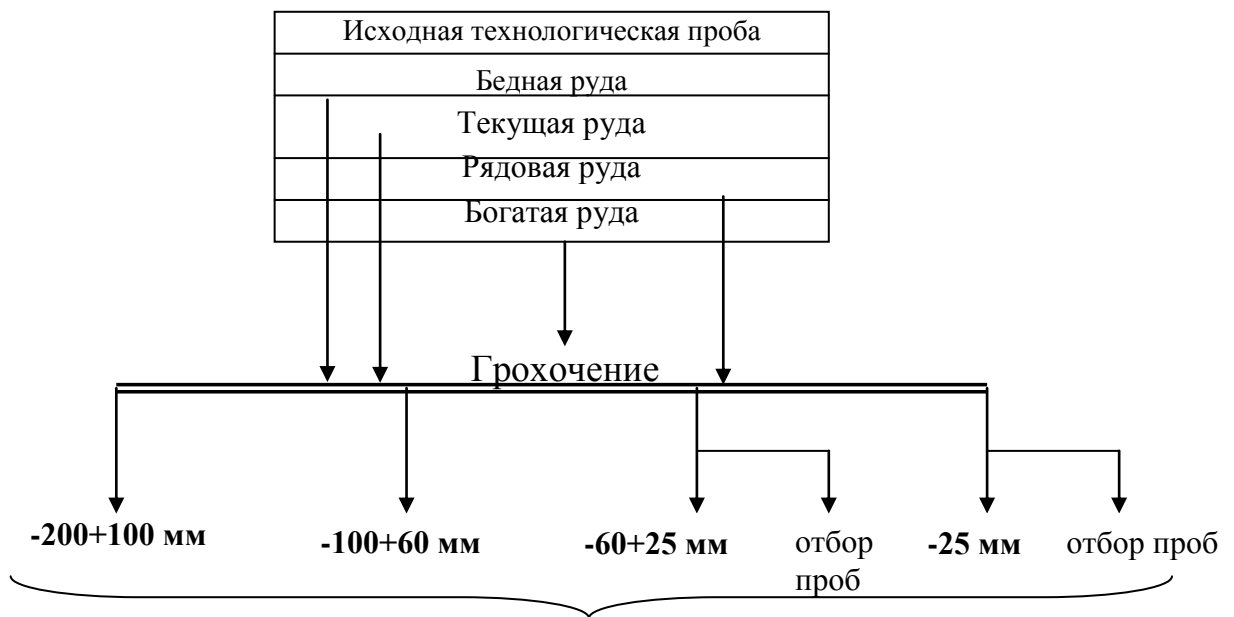 Исходная технологическая проба
Бедная руда
Текущая руда
Рядовая руда
Богатая руда
Грохочение
-200+100 мм
-100+60 мм
-60+25 мм
отбор
проб
-25 мм
отбор проб